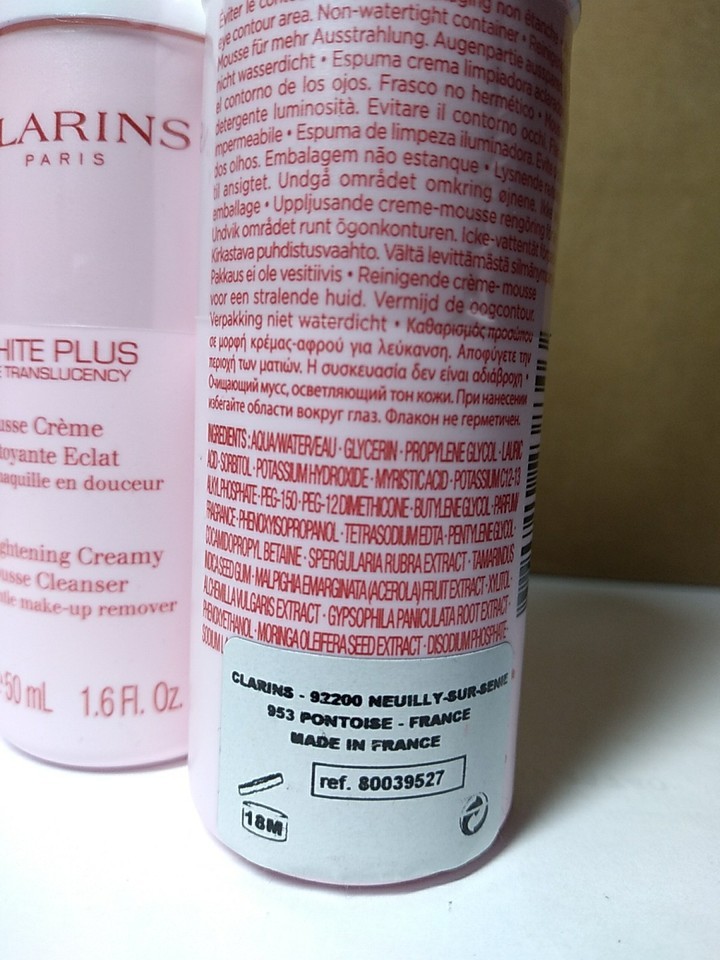 CLARINS
PARIS
WHITE PLUS
TRANSLUCENCY
Crème
Eclat
en douceur
Creamy
Cleanser
make-up remover
50 mL 1.6 Fl. Oz.
Eviter le non
eye contour area. Non-watertight container •
Mousse für mehr Ausstrahlung. Augenpartie
nicht wasserdicht • Espuma crema limpiadora
el contorno de los ojos. Frasco no hermético •
detergente luminosità. Evitare il contorno occhi.
impermeabile • Espuma de limpeza iluminadora. Evite
dos olhos. Embalagem não estanque • Lysnende
til ansigtet. Undgå området omkring øjnene.
emballage • Uppljusande creme-mousse rengöring
Undvik området runt ögonkonturen. Icke-vattentät
Kirkastava puhdistusvaahto. Vältä levittämästä
Pakkaus ei ole vesitiivis • Reinigende crème-mousse
voor een stralende huid. Vermijd de oogcontour.
Verpakking niet waterdicht • Καθαρισμός προσώπου
σε μορφή κρέμας-αφρού για λεύκανση. Αποφύγετε την
περιοχή των ματιών. Η συσκευασία δεν είναι αδιάβροχη •
Очищающий мусс, осветляющий тон кожи. При нанесении
избегайте области вокруг глаз. Флакон не герметичен.
INGREDIENTS : AQUA/WATER/EAU · GLYCERIN · PROPYLENE GLYCOL · LAURIC
ACID · SORBITOL · POTASSIUM HYDROXIDE · MYRISTIC ACID · POTASSIUM C12-13
ALKYL PHOSPHATE · PEG-150 · PEG-12 DIMETHICONE · BUTYLENE GLYCOL · PARFUM/
FRAGRANCE · PHENOXYISOPROPANOL · TETRASODIUM EDTA · PENTYLENE GLYCOL ·
COCAMIDOPROPYL BETAINE · SPERGULARIA RUBRA EXTRACT · TAMARINDUS
INDICA SEED GUM · MALPIGHIA EMARGINATA (ACEROLA) FRUIT EXTRACT · XYLITOL ·
ALCHEMILLA VULGARIS EXTRACT · GYPSOPHILA PANICULATA ROOT EXTRACT ·
PHENOXYETHANOL · MORINGA OLEIFERA SEED EXTRACT · DISODIUM PHOSPHATE ·
SODIUM
CLARINS - 92200 NEUILLY-SUR-SENIE
953 PONTOISE - FRANCE
MADE IN FRANCE
ref. 80039527
18M